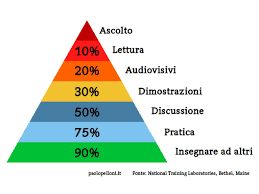 Ascolto
10% Lettura
20% Audiovisivi
30% Dimostrazioni
50% Discussione
75% Pratica
90% Insegnare ad altri
paolopelloni.it Fonte: National Training Laboratories, Bethel, Maine